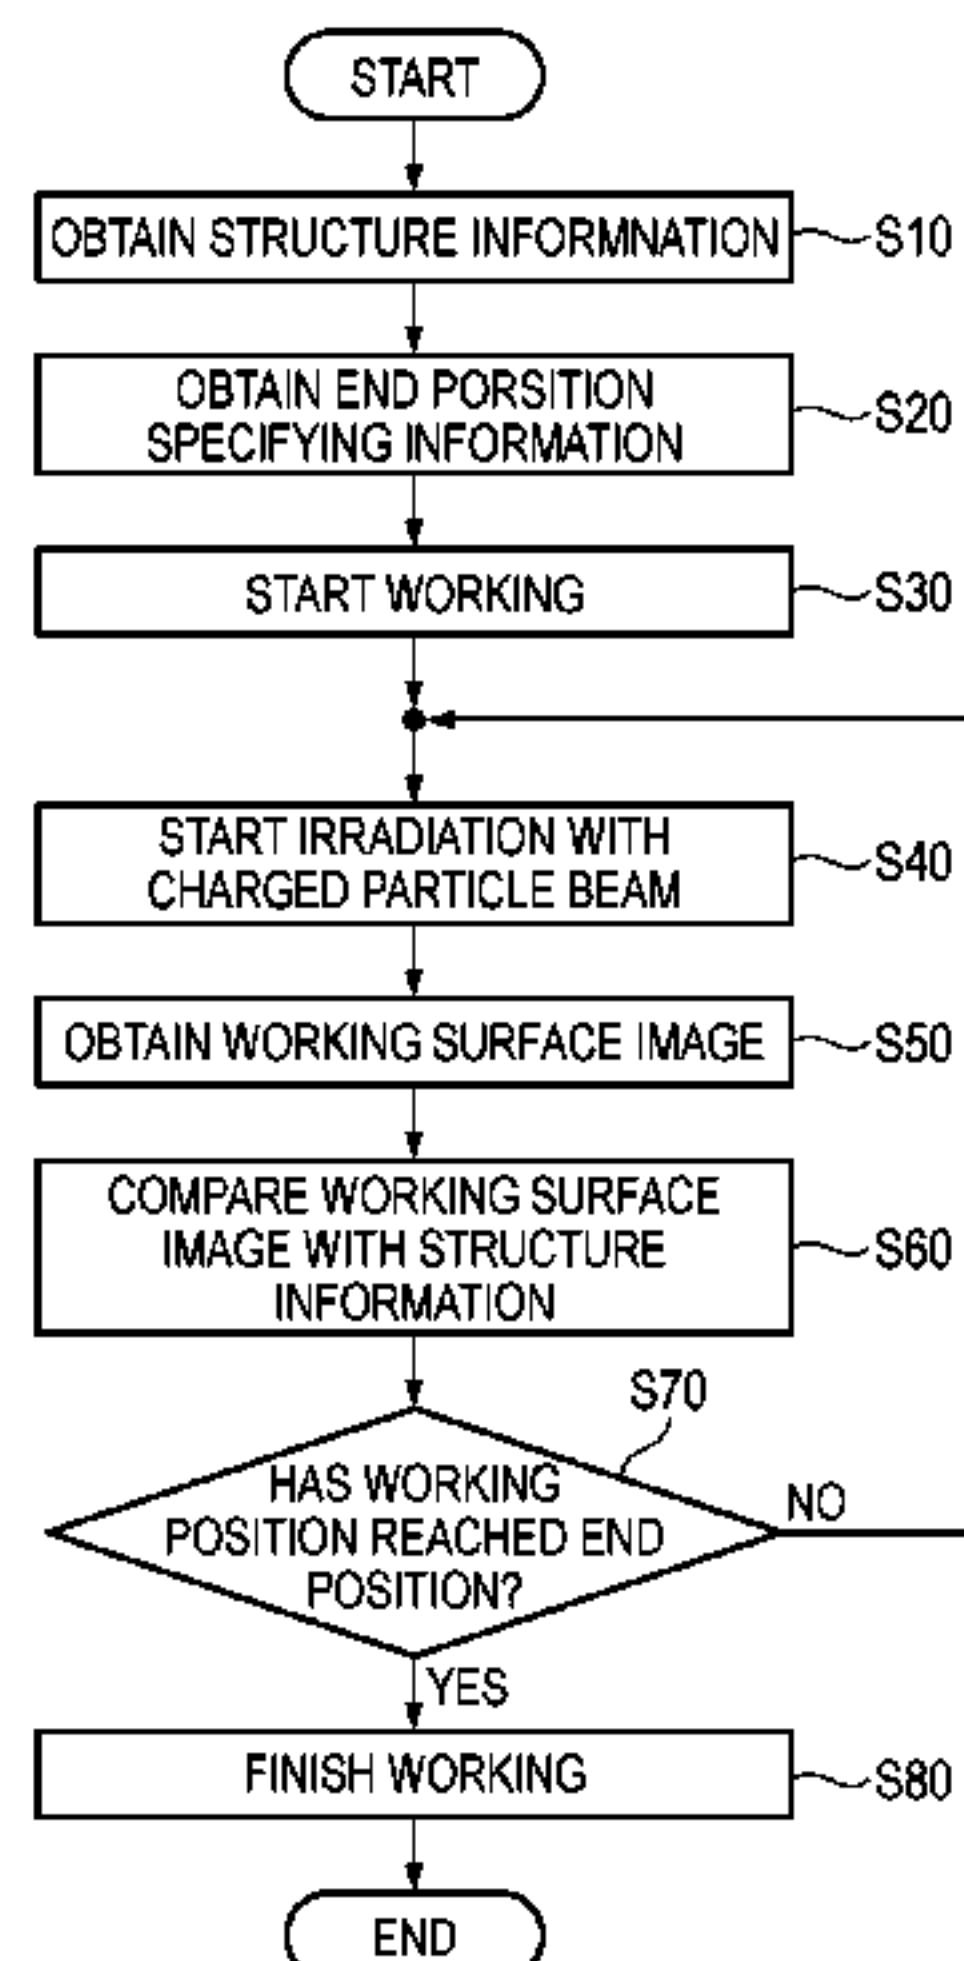 START
OBTAIN STRUCTURE INFORMNATION
S10
OBTAIN END PORSITION
SPECIFYING INFORMATION
S20
START WORKING
S30
START IRRADIATION WITH
CHARGED PARTICLE BEAM
S40
OBTAIN WORKING SURFACE IMAGE
S50
COMPARE WORKING SURFACE
IMAGE WITH STRUCTURE
INFORMATION
S60
S70
HAS WORKING
POSITION REACHED END
POSITION?
NO
YES
FINISH WORKING
S80
END